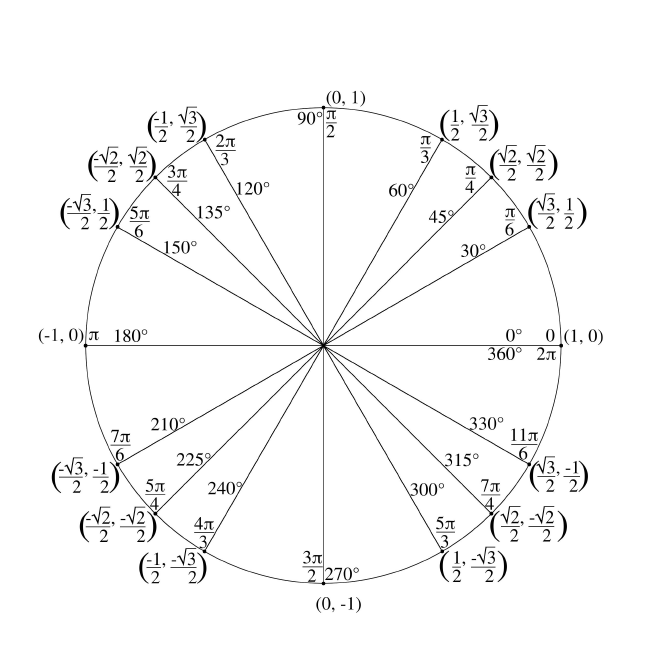 (0, 1)
90° π/2
(-1/2, √3/2) 2π/3 120°
(1/2, √3/2) π/3 60°
(-√2/2, √2/2) 3π/4 135°
(√2/2, √2/2) π/4 45°
(-√3/2, 1/2) 5π/6 150°
(√3/2, 1/2) π/6 30°
(-1, 0) π 180°
0° 0 (1, 0)
360° 2π
210° 7π/6 (-√3/2, -1/2)
330° 11π/6 (√3/2, -1/2)
225° 5π/4 (-√2/2, -√2/2)
315° 7π/4 (√2/2, -√2/2)
240° 4π/3 (-1/2, -√3/2)
300° 5π/3 (1/2, -√3/2)
3π/2 270°
(0, -1)